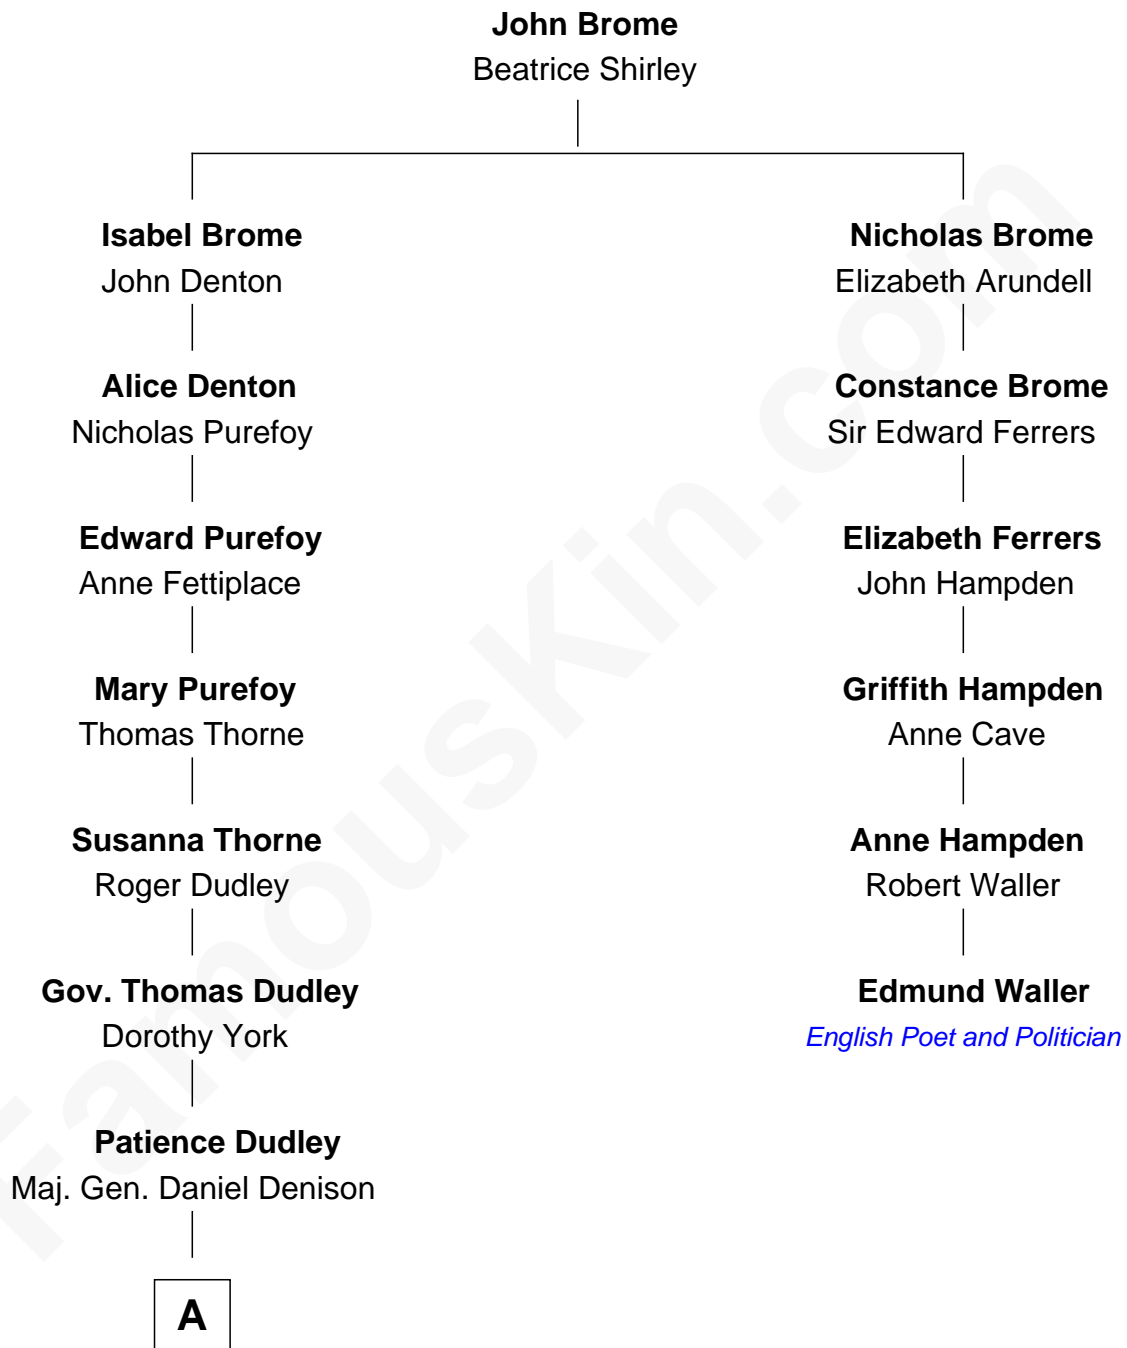 John Brome
Beatrice Shirley
Isabel Brome
John Denton
Alice Denton
Nicholas Purefoy
Edward Purefoy
Anne Fettiplace
Mary Purefoy
Thomas Thorne
Susanna Thorne
Roger Dudley
Gov. Thomas Dudley
Dorothy York
Patience Dudley
Maj. Gen. Daniel Denison
A
Nicholas Brome
Elizabeth Arundell
Constance Brome
Sir Edward Ferrers
Elizabeth Ferrers
John Hampden
Griffith Hampden
Anne Cave
Anne Hampden
Robert Waller
Edmund Waller
English Poet and Politician
FamousKin.com